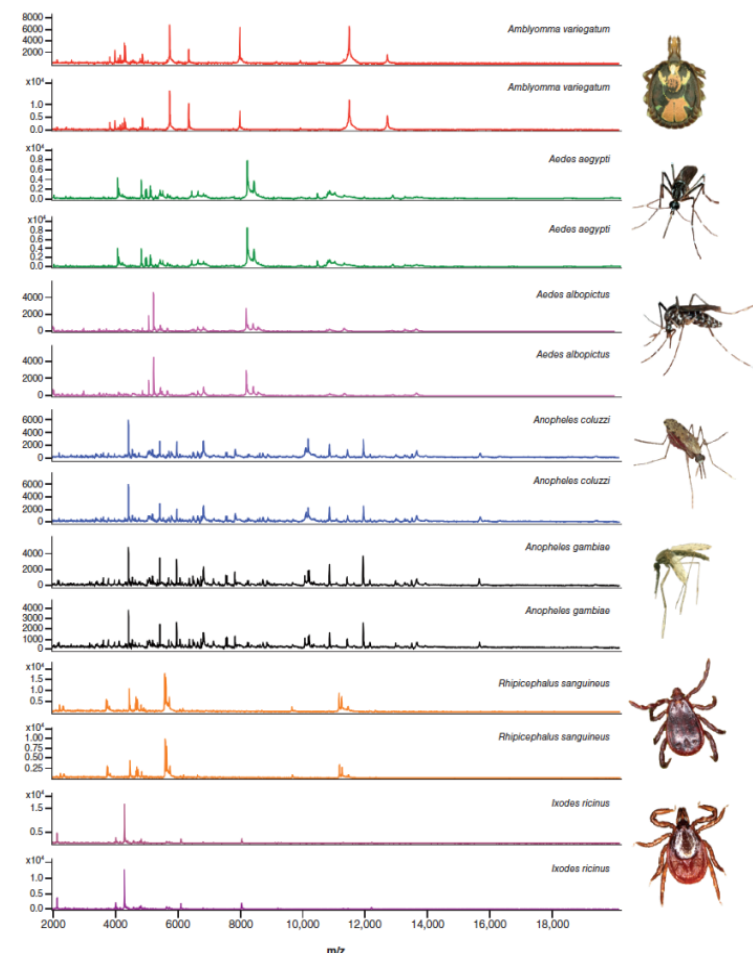 8000
6000
4000
2000
Amblyomma variegatum
x10⁴
1.0
0.5
0.0
Amblyomma variegatum
x10⁴
0.8
0.6
0.4
0.2
0.0
Aedes aegypti
x10⁴
0.8
0.6
0.4
0.2
0.0
Aedes aegypti
4000
2000
0
Aedes albopictus
4000
2000
0
Aedes albopictus
6000
4000
2000
0
Anopheles coluzzi
6000
4000
2000
0
Anopheles coluzzi
4000
2000
0
Anopheles gambiae
4000
3000
2000
1000
0
Anopheles gambiae
x10⁴
1.5
1.0
0.5
Rhipicephalus sanguineus
x10⁴
1.00
0.75
0.50
0.25
Rhipicephalus sanguineus
x10⁴
1.5
0.5
Ixodes ricinus
x10⁴
1.0
0.5
0.0
Ixodes ricinus
2000 4000 6000 8000 10,000 12,000 14,000 16,000 18,000
m/z